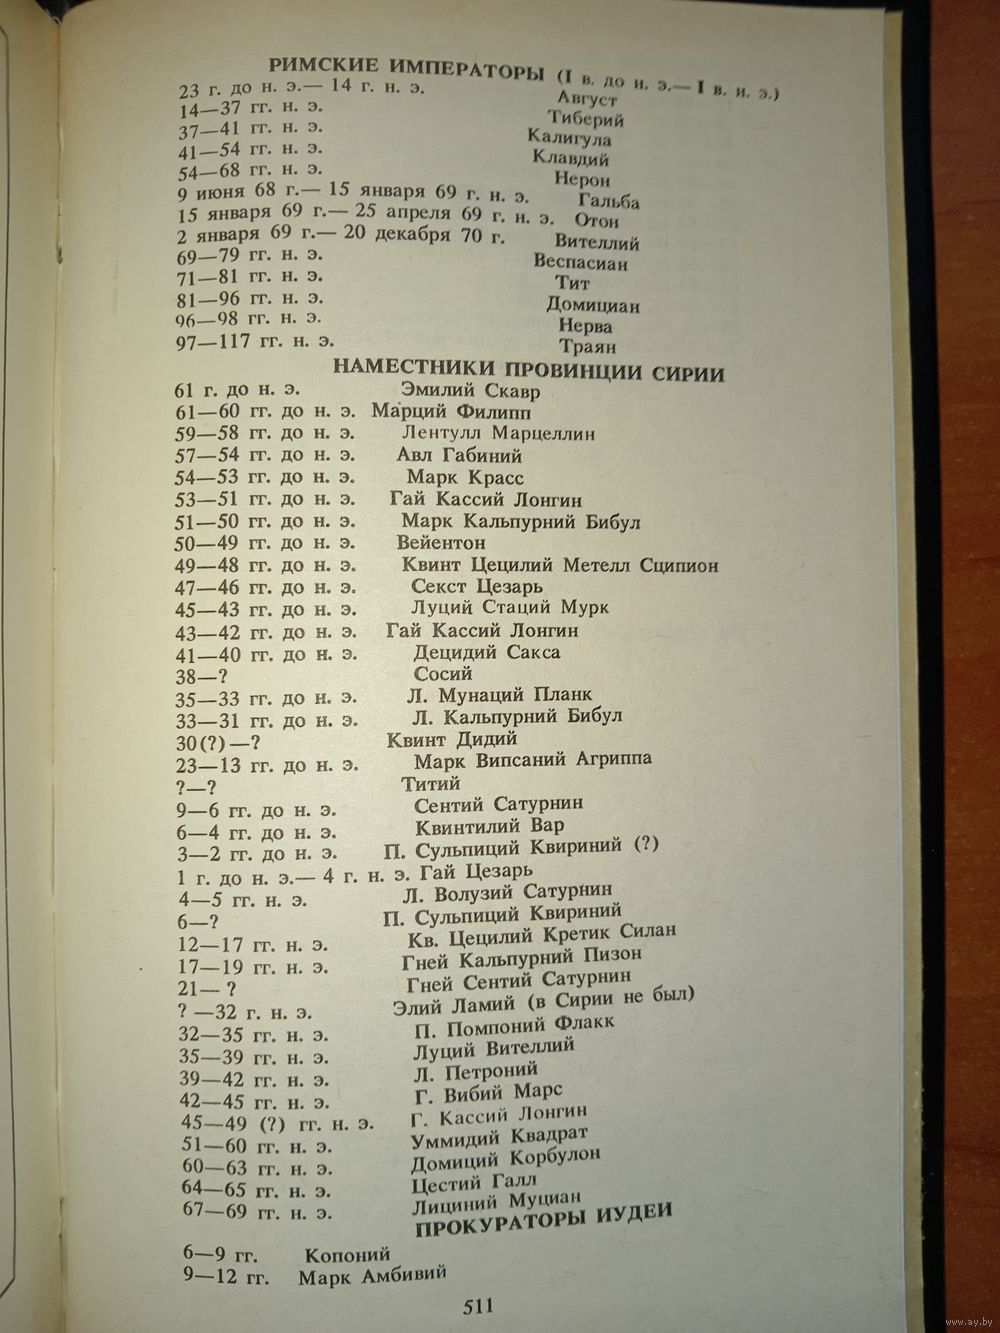 РИМСКИЕ ИМПЕРАТОРЫ (I в. до н. э.— I в. н. э.)
23 г. до н. э.— 14 г. н. э. Август
14—37 гг. н. э. Тиберий
37—41 гг. н. э. Калигула
41—54 гг. н. э. Клавдий
54—68 гг. н. э. Нерон
9 июня 68 г.— 15 января 69 г. н. э. Гальба
15 января 69 г.— 25 апреля 69 г. н. э. Отон
2 января 69 г.— 20 декабря 70 г. Вителлий
69—79 гг. н. э. Веспасиан
71—81 гг. н. э. Тит
81—96 гг. н. э. Домициан
96—98 гг. н. э. Нерва
97—117 гг. н. э. Траян
НАМЕСТНИКИ ПРОВИНЦИИ СИРИИ
61 г. до н. э. Эмилий Скавр
61—60 гг. до н. э. Марций Филипп
59—58 гг. до н. э. Лентулл Марцеллин
57—54 гг. до н. э. Авл Габиний
54—53 гг. до н. э. Марк Красс
53—51 гг. до н. э. Гай Кассий Лонгин
51—50 гг. до н. э. Марк Кальпурний Бибул
50—49 гг. до н. э. Вейентон
49—48 гг. до н. э. Квинт Цецилий Метелл Сципион
47—46 гг. до н. э. Секст Цезарь
45—43 гг. до н. э. Луций Стаций Мурк
43—42 гг. до н. э. Гай Кассий Лонгин
41—40 гг. до н. э. Децидий Сакса
38—? Сосий
35—33 гг. до н. э. Л. Мунаций Планк
33—31 гг. до н. э. Л. Кальпурний Бибул
30(?)—? Квинт Дидий
23—13 гг. до н. э. Марк Випсаний Агриппа
?—? Титий
9—6 гг. до н. э. Сентий Сатурнин
6—4 гг. до н. э. Квинтилий Вар
3—2 гг. до н. э. П. Сульпиций Квириний (?)
1 г. до н. э.— 4 г. н. э. Гай Цезарь
4—5 гг. н. э. Л. Волузий Сатурнин
6—? П. Сульпиций Квириний
12—17 гг. н. э. Кв. Цецилий Кретик Силан
17—19 гг. н. э. Гней Кальпурний Пизон
21— ? Гней Сентий Сатурнин
? —32 г. н. э. Элий Ламий (в Сирии не был)
32—35 гг. н. э. П. Помпоний Флакк
35—39 гг. н. э. Луций Вителлий
39—42 гг. н. э. Л. Петроний
42—45 гг. н. э. Г. Вибий Марс
45—49 (?) гг. н. э. Г. Кассий Лонгин
51—60 гг. н. э. Уммидий Квадрат
60—63 гг. н. э. Домиций Корбулон
64—65 гг. н. э. Цестий Галл
67—69 гг. н. э. Лициний Муциан
ПРОКУРАТОРЫ ИУДЕИ
6—9 гг. Копоний
9—12 гг. Марк Амбивий
511
www.ay.by